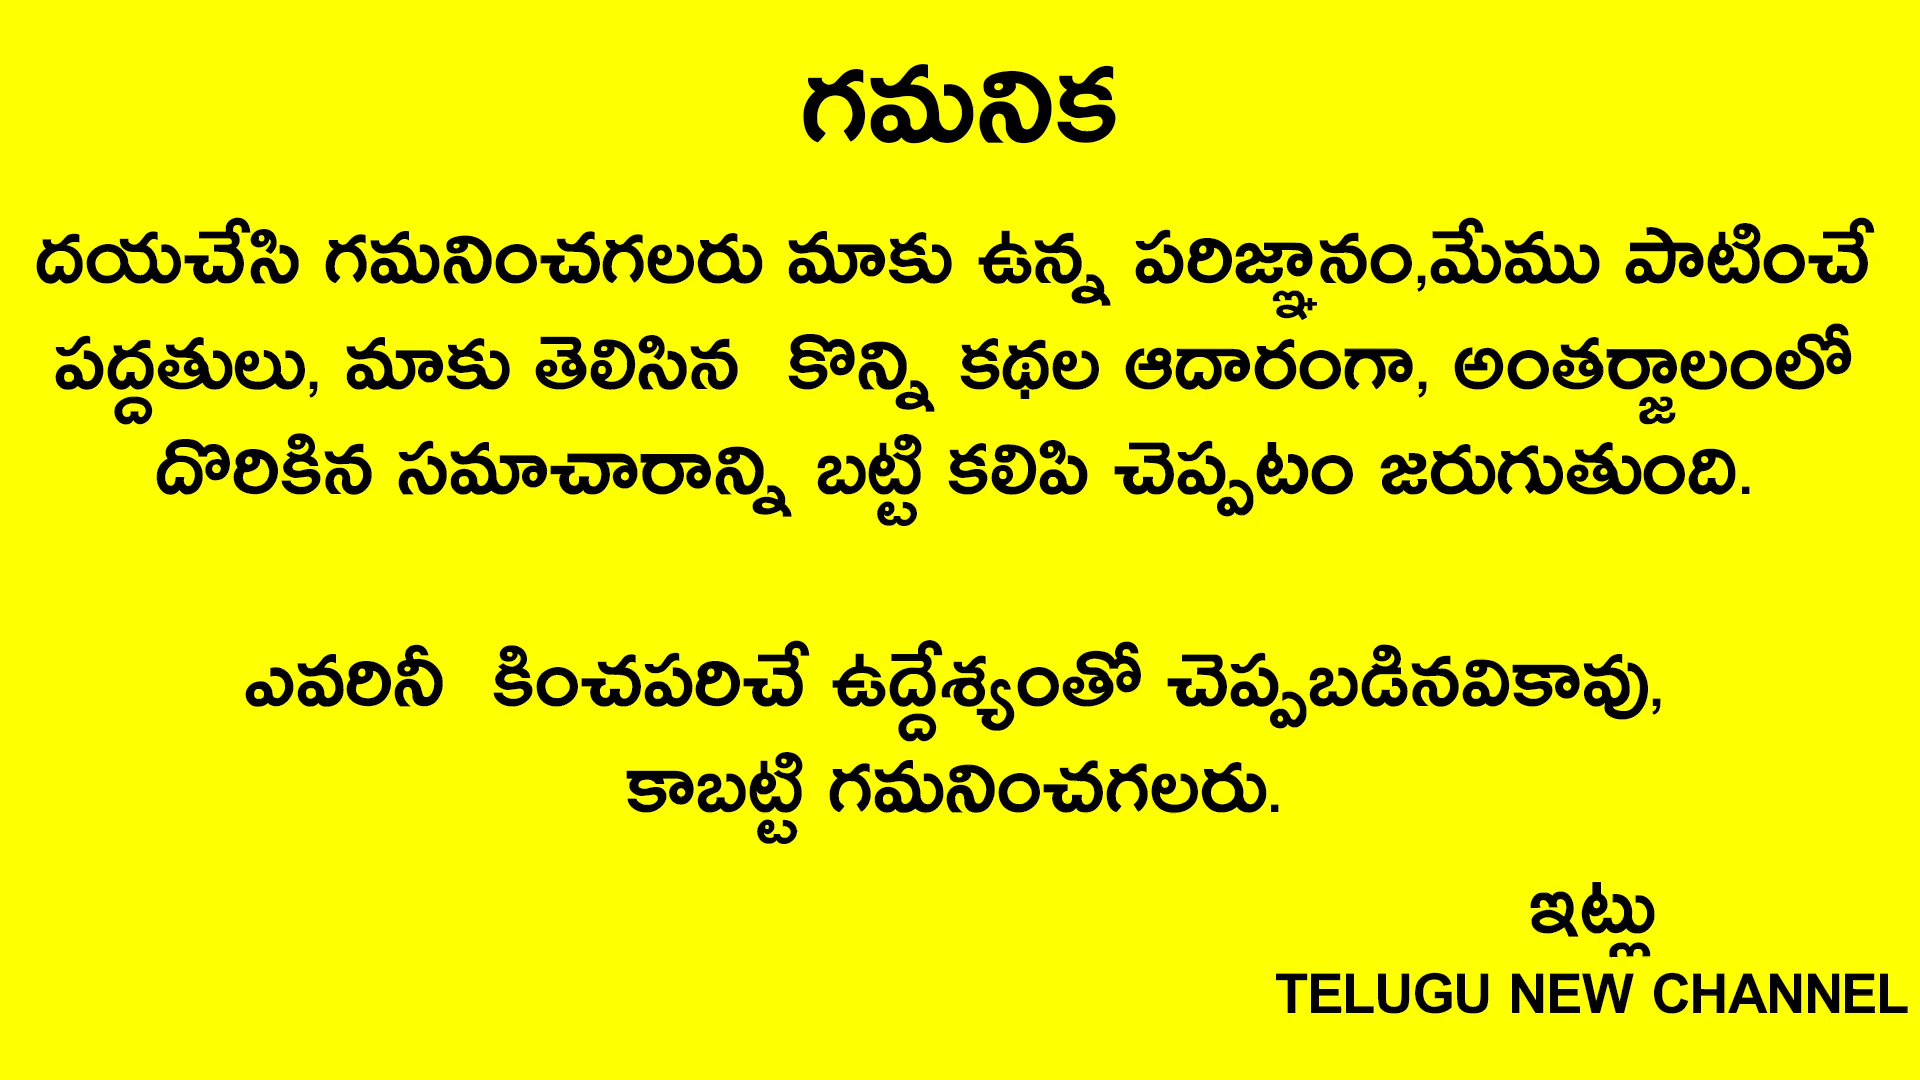 గమనిక
దయచేసి గమనించగలరు మాకు ఉన్న పరిజ్ఞానం,మేము పాటించే
పద్దతులు, మాకు తెలిసిన కొన్ని కథల ఆదారంగా, అంతర్జాలంలో
దొరికిన సమాచారాన్ని బట్టి కలిపి చెప్పటం జరుగుతుంది.
ఎవరినీ కించపరిచే ఉద్దేశ్యంతో చెప్పబడినవికావు,
కాబట్టి గమనించగలరు.
ఇట్లు
TELUGU NEW CHANNEL